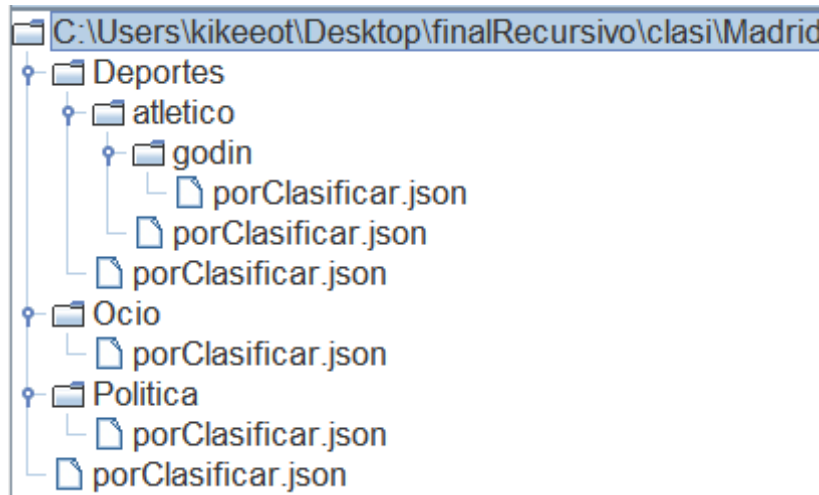 C:\Users\kikeeot\Desktop\finalRecursivo\clasi\Madrid
Deportes
atletico
godin
porClasificar.json
porClasificar.json
porClasificar.json
Ocio
porClasificar.json
Politica
porClasificar.json
porClasificar.json